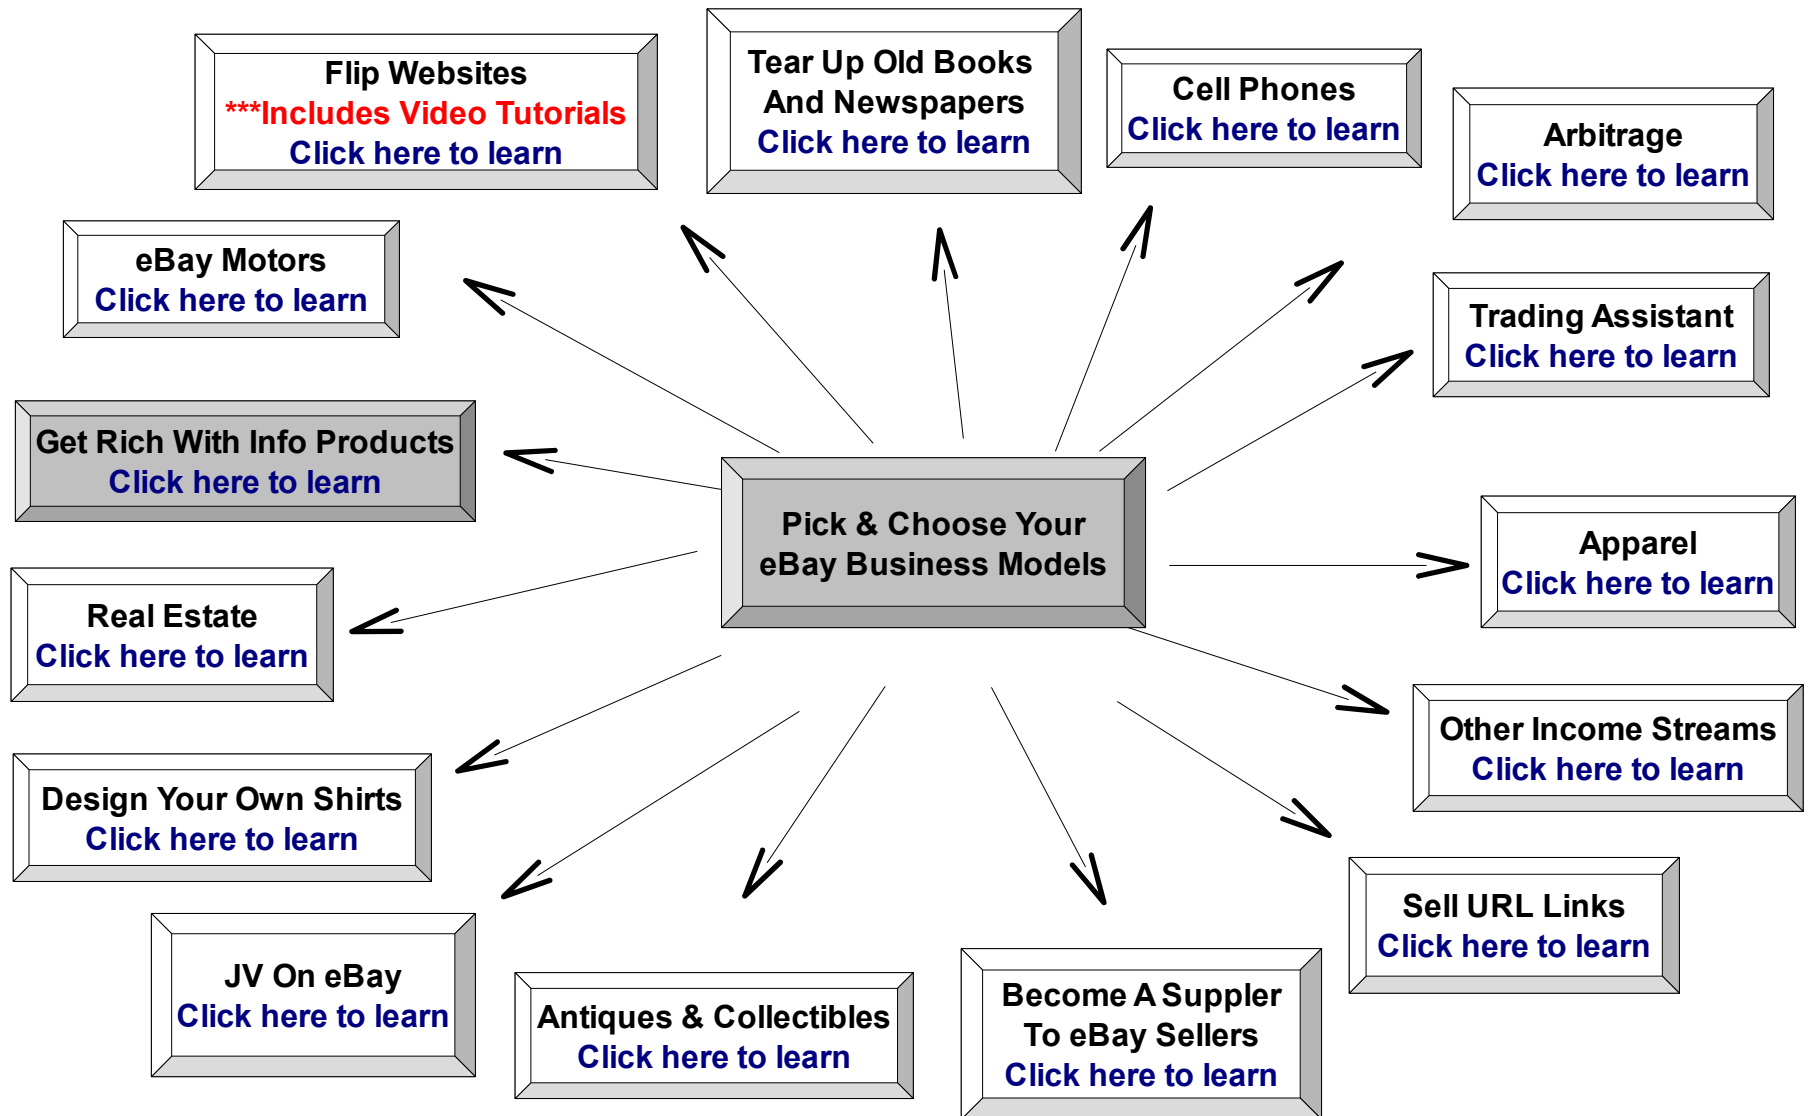 Flip Websites
***Includes Video Tutorials
Click here to learn
Tear Up Old Books
And Newspapers
Click here to learn
Cell Phones
Click here to learn
Arbitrage
Click here to learn
eBay Motors
Click here to learn
Trading Assistant
Click here to learn
Get Rich With Info Products
Click here to learn
Pick & Choose Your
eBay Business Models
Apparel
Click here to learn
Real Estate
Click here to learn
Other Income Streams
Click here to learn
Design Your Own Shirts
Click here to learn
Sell URL Links
Click here to learn
JV On eBay
Click here to learn
Antiques & Collectibles
Click here to learn
Become A Suppler
To eBay Sellers
Click here to learn